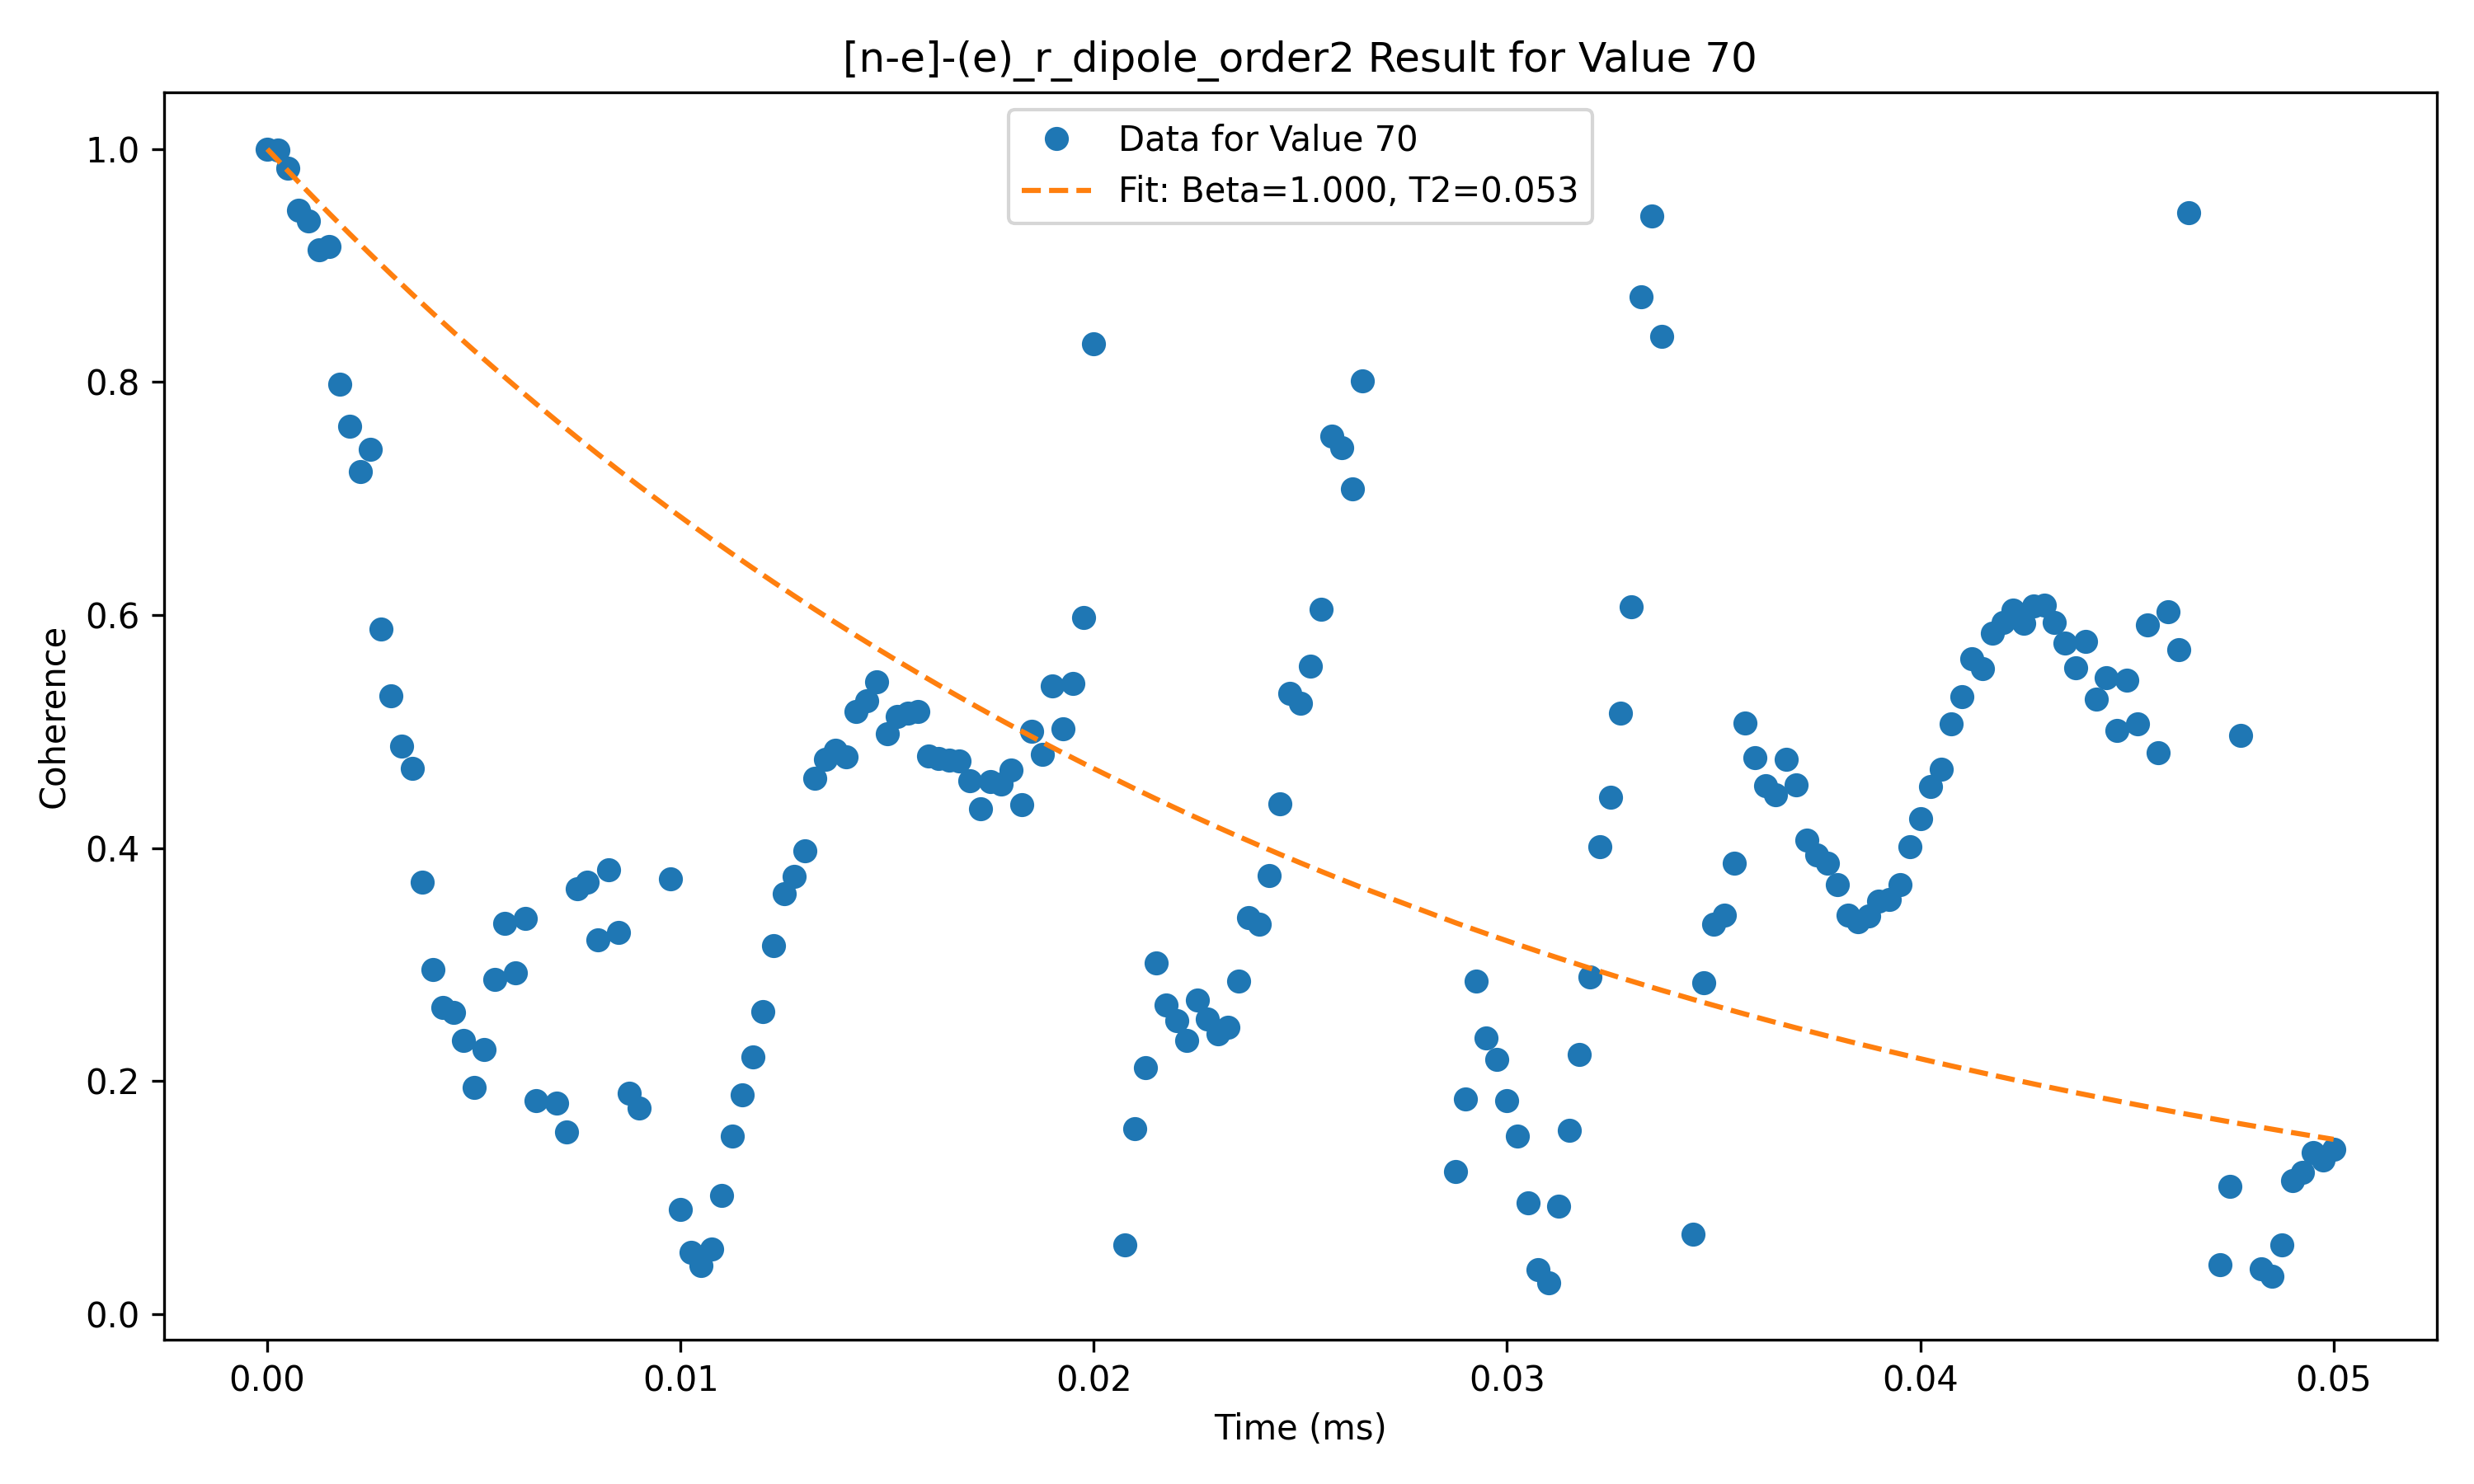 [n-e]-(e)_r_dipole_order2 Result for Value 70
Data for Value 70
Fit: Beta=1.000, T2=0.053
Coherence
1.0
0.8
0.6
0.4
0.2
0.0
0.00 0.01 0.02 0.03 0.04 0.05
Time (ms)